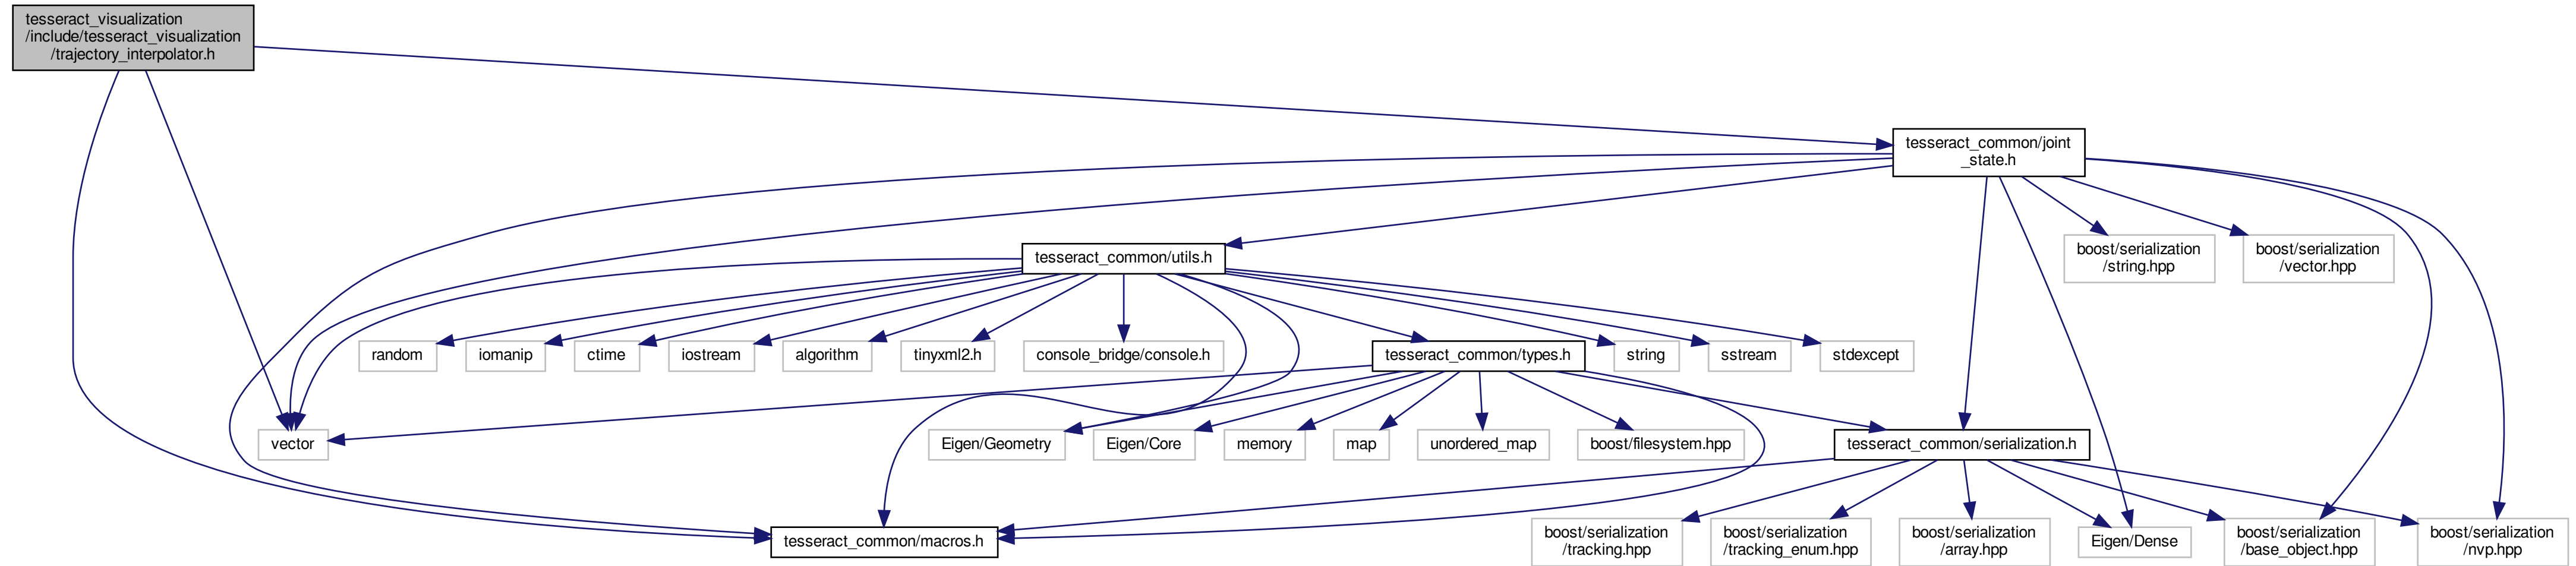 tesseract_visualization
/include/tesseract_visualization
/trajectory_interpolator.h
tesseract_common/joint
_state.h
tesseract_common/utils.h
boost/serialization
/string.hpp
boost/serialization
/vector.hpp
random
iomanip
ctime
iostream
algorithm
tinyxml2.h
console_bridge/console.h
tesseract_common/types.h
string
sstream
stdexcept
vector
Eigen/Geometry
Eigen/Core
memory
map
unordered_map
boost/filesystem.hpp
tesseract_common/serialization.h
tesseract_common/macros.h
boost/serialization
/tracking.hpp
boost/serialization
/tracking_enum.hpp
boost/serialization
/array.hpp
Eigen/Dense
boost/serialization
/base_object.hpp
boost/serialization
/nvp.hpp